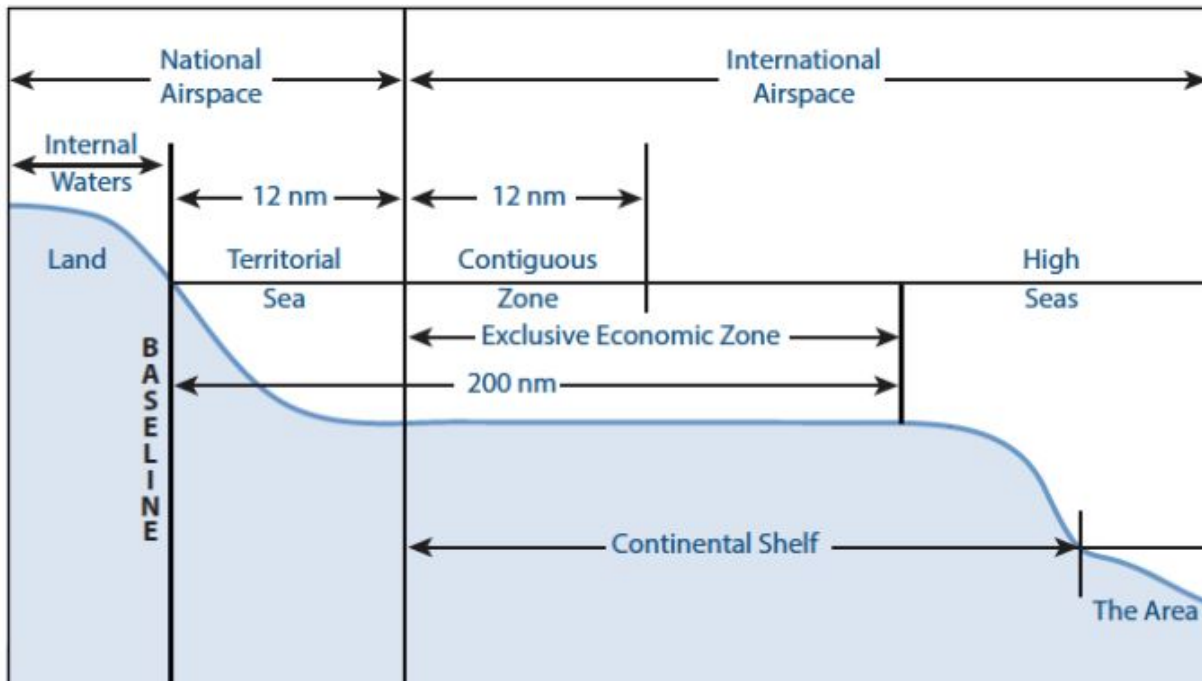 National
Airspace
International
Airspace
Internal
Waters
12 nm
12 nm
Land
Territorial
Sea
Contiguous
Zone
High
Seas
Exclusive Economic Zone
200 nm
BASELINE
Continental Shelf
The Area